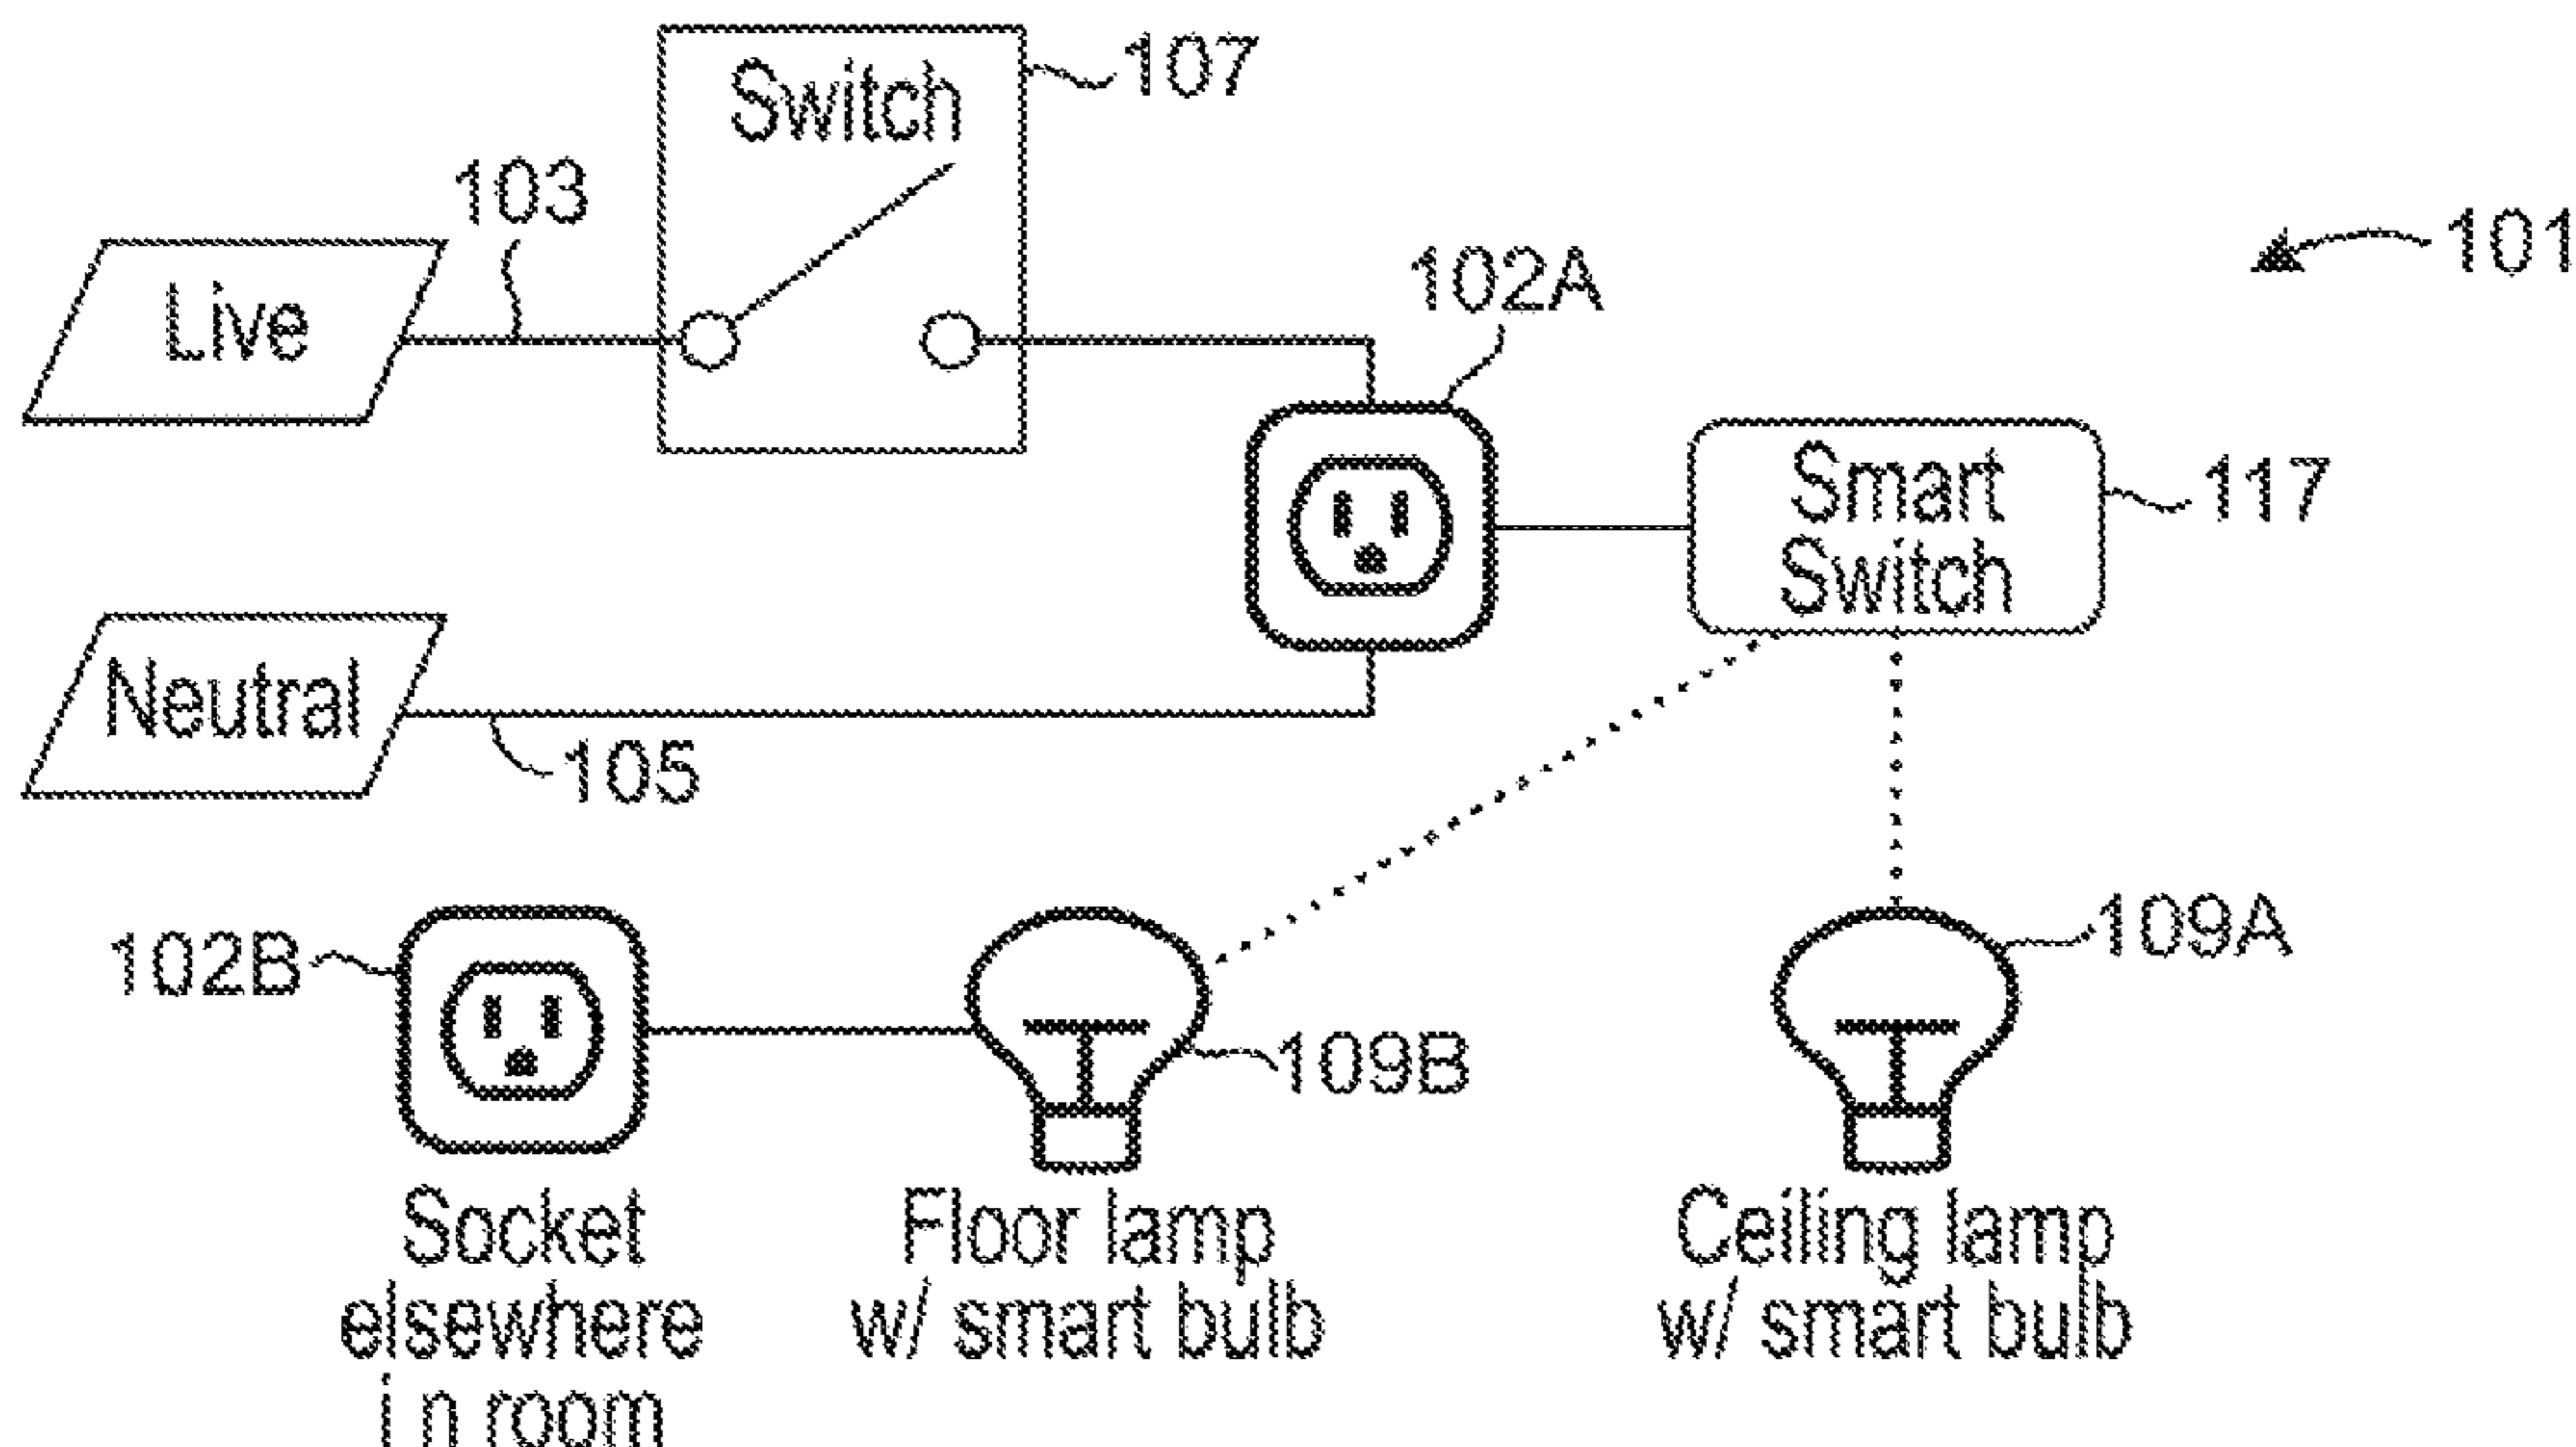 Switch
107
103
101
Live
102A
Smart
Switch
117
Neutral
105
102B
109B
109A
Socket
elsewhere
in room
Floor lamp
w/ smart bulb
Ceiling lamp
w/ smart bulb